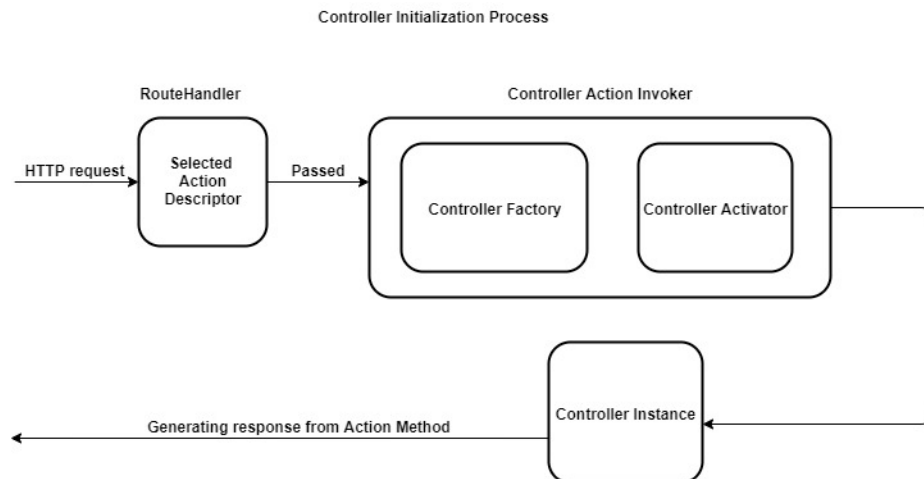 Controller Initialization Process
RouteHandler
Controller Action Invoker
HTTP request
Selected
Action
Descriptor
Passed
Controller Factory
Controller Activator
Controller Instance
Generating response from Action Method